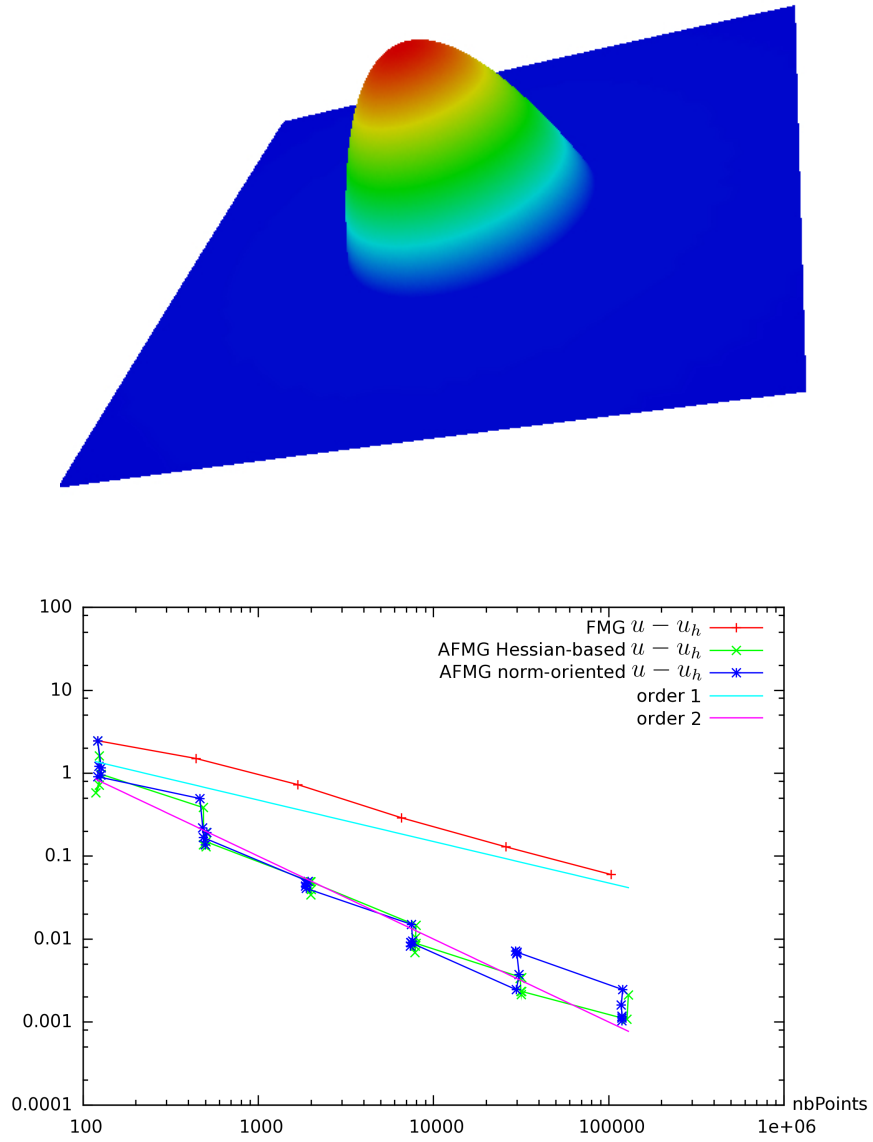 100
10
1
0.1
0.01
0.001
0.0001
FMG u − u_h
AFMG Hessian-based u − u_h
AFMG norm-oriented u − u_h
order 1
order 2
nbPoints
100 1000 10000 100000 1e+06